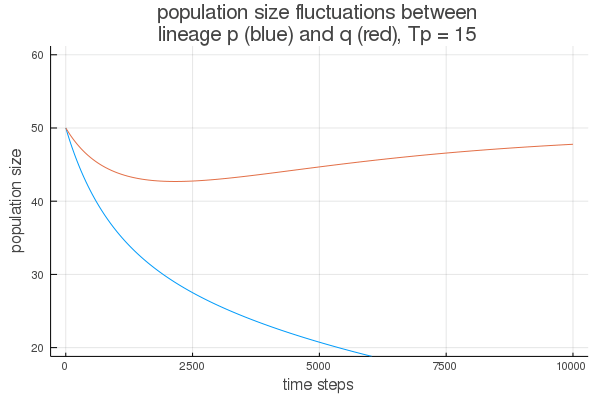 population size fluctuations between
lineage p (blue) and q (red), Tp = 15
60
50
40
30
20
population size
0
2500
5000
7500
10000
time steps